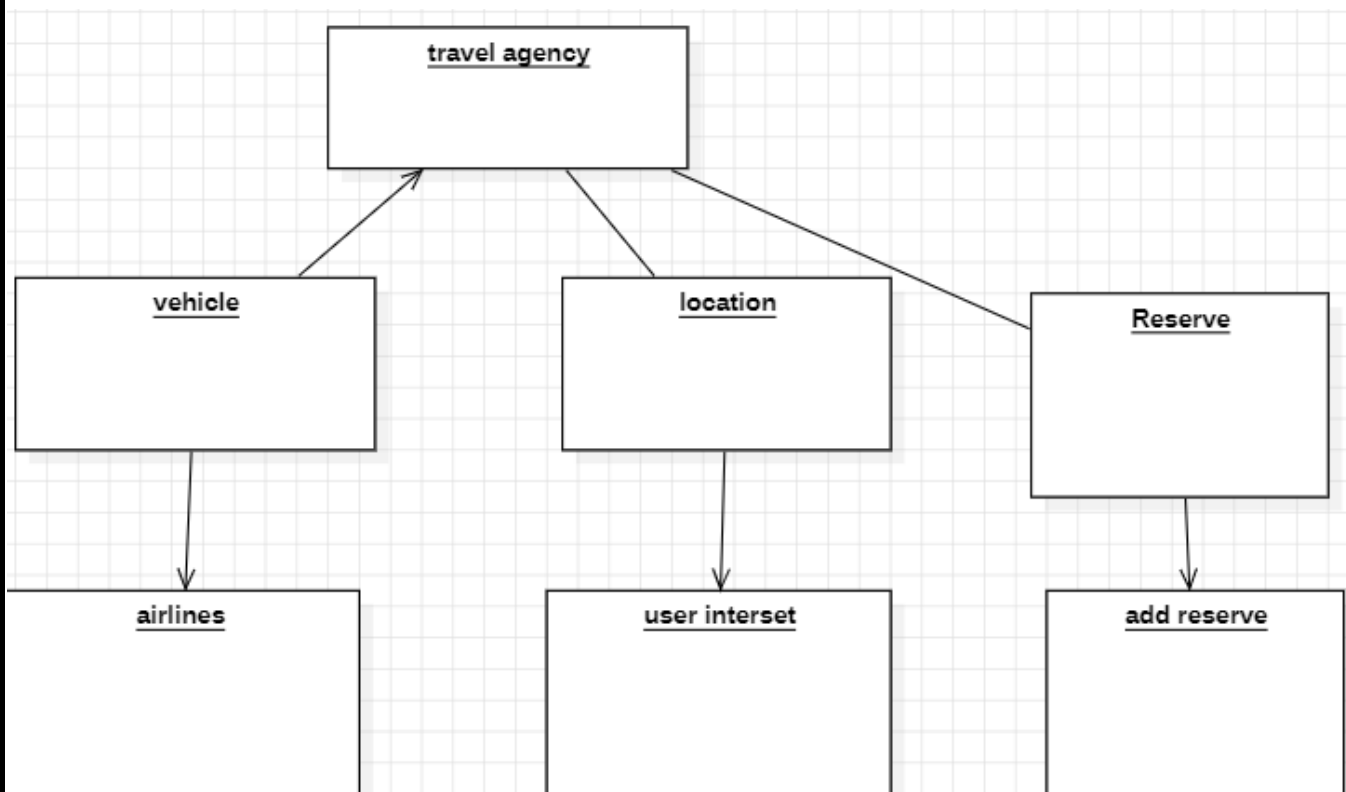 travel agency
vehicle
location
Reserve
airlines
user interset
add reserve